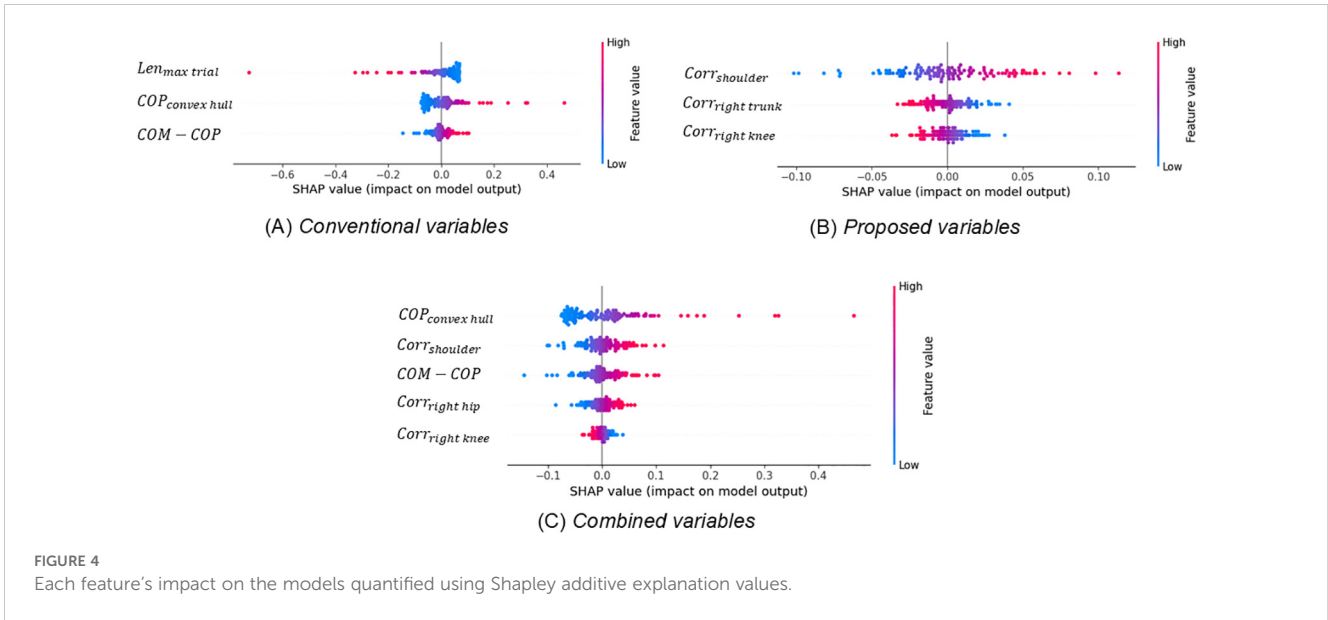 High
Len_max trial
COP_convex hull
COM − COP
Feature value
Low
−0.6 −0.4 −0.2 0.0 0.2 0.4
SHAP value (impact on model output)
(A) Conventional variables
High
Corr_shoulder
Corr_right trunk
Corr_right knee
Feature value
Low
−0.10 −0.05 0.00 0.05 0.10
SHAP value (impact on model output)
(B) Proposed variables
High
COP_convex hull
Corr_shoulder
COM − COP
Corr_right hip
Corr_right knee
Feature value
Low
−0.1 0.0 0.1 0.2 0.3 0.4
SHAP value (impact on model output)
(C) Combined variables
FIGURE 4
Each feature's impact on the models quantified using Shapley additive explanation values.